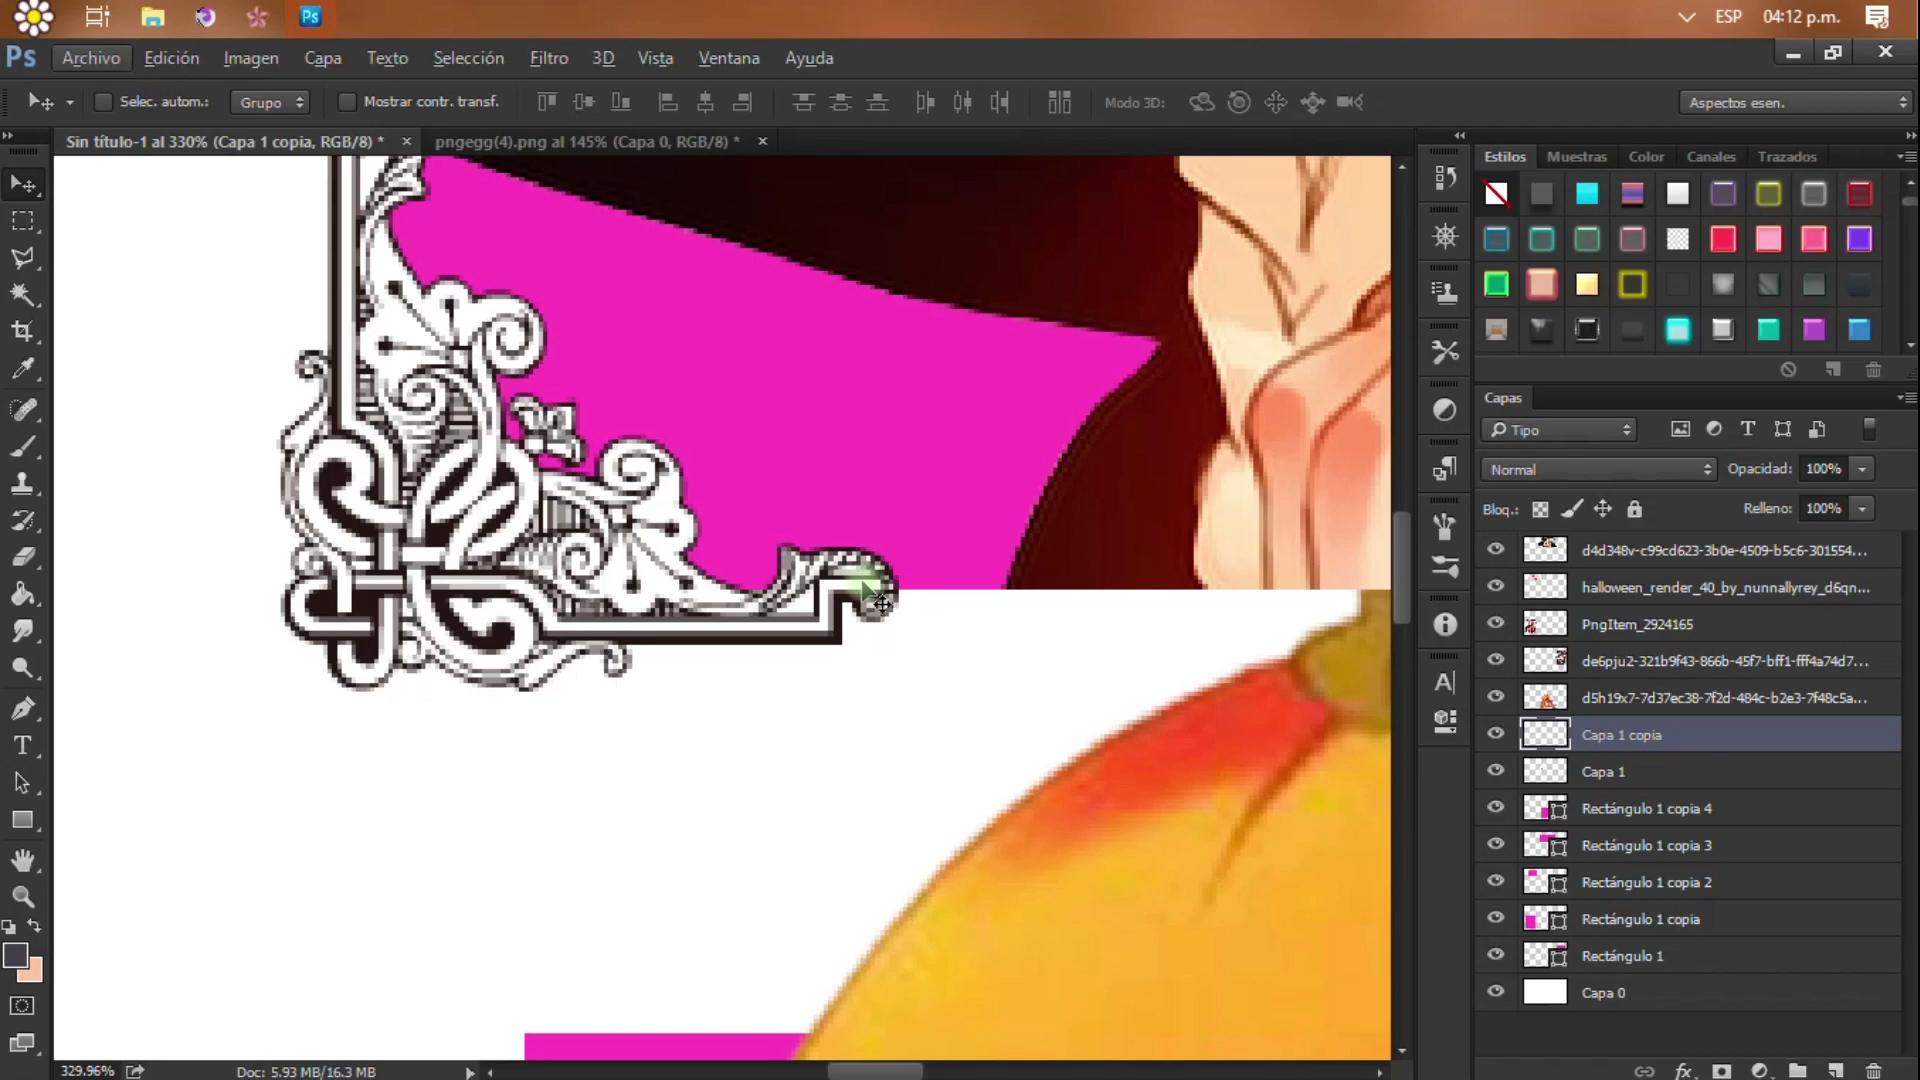 Ps
ESP 04:12 p.m.
Ps Archivo Edición Imagen Capa Texto Selección Filtro 3D Vista Ventana Ayuda
Selec. autom.: Grupo Mostrar contr. transf. Modo 3D: Aspectos esen.
Sin título-1 al 330% (Capa 1 copia, RGB/8) * × pngegg(4).png al 145% (Capa 0, RGB/8) * ×
Estilos Muestras Color Canales Trazados
Capas
Tipo
Normal Opacidad: 100%
Bloq.: Relleno: 100%
d4d348v-c99cd623-3b0e-4509-b5c6-301554...
halloween_render_40_by_nunnallyrey_d6qn...
PngItem_2924165
de6pju2-321b9f43-866b-45f7-bff1-fff4a74d7...
d5h19x7-7d37ec38-7f2d-484c-b2e3-7f48c5a...
Capa 1 copia
Capa 1
Rectángulo 1 copia 4
Rectángulo 1 copia 3
Rectángulo 1 copia 2
Rectángulo 1 copia
Rectángulo 1
Capa 0
329.96% Doc: 5.93 MB/16.3 MB